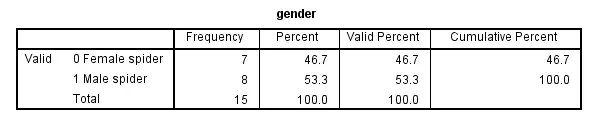 gender
Frequency Percent Valid Percent Cumulative Percent
Valid 0 Female spider 7 46.7 46.7 46.7
1 Male spider 8 53.3 53.3 100.0
Total 15 100.0 100.0